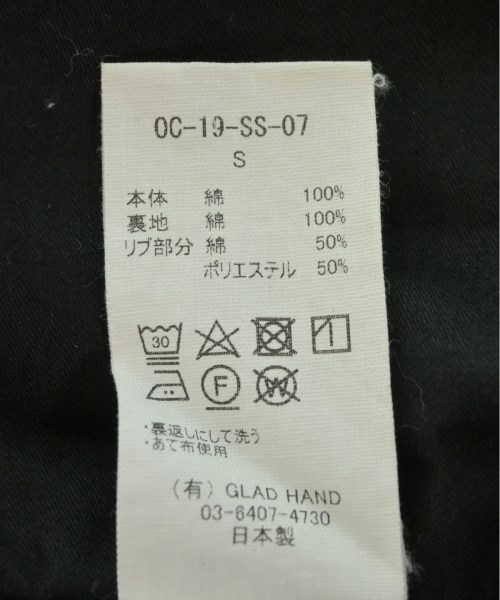 OC-19-SS-07
S
本体 綿 100%
裏地 綿 100%
リブ部分 綿 50%
ポリエステル 50%
30
F
W
・裏返しにして洗う
・あて布使用
(有) GLAD HAND
03-6407-4730
日本製